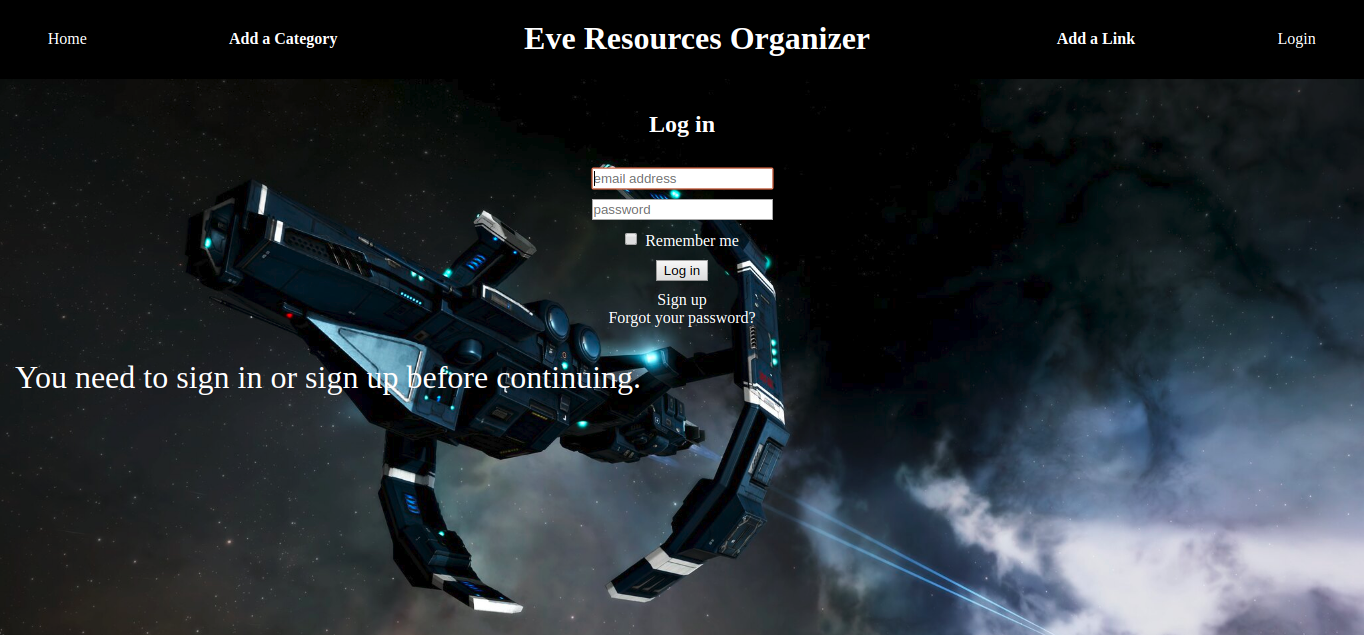 Home Add a Category Eve Resources Organizer Add a Link Login
Log in
email address
password
Remember me
Log in
Sign up
Forgot your password?
You need to sign in or sign up before continuing.